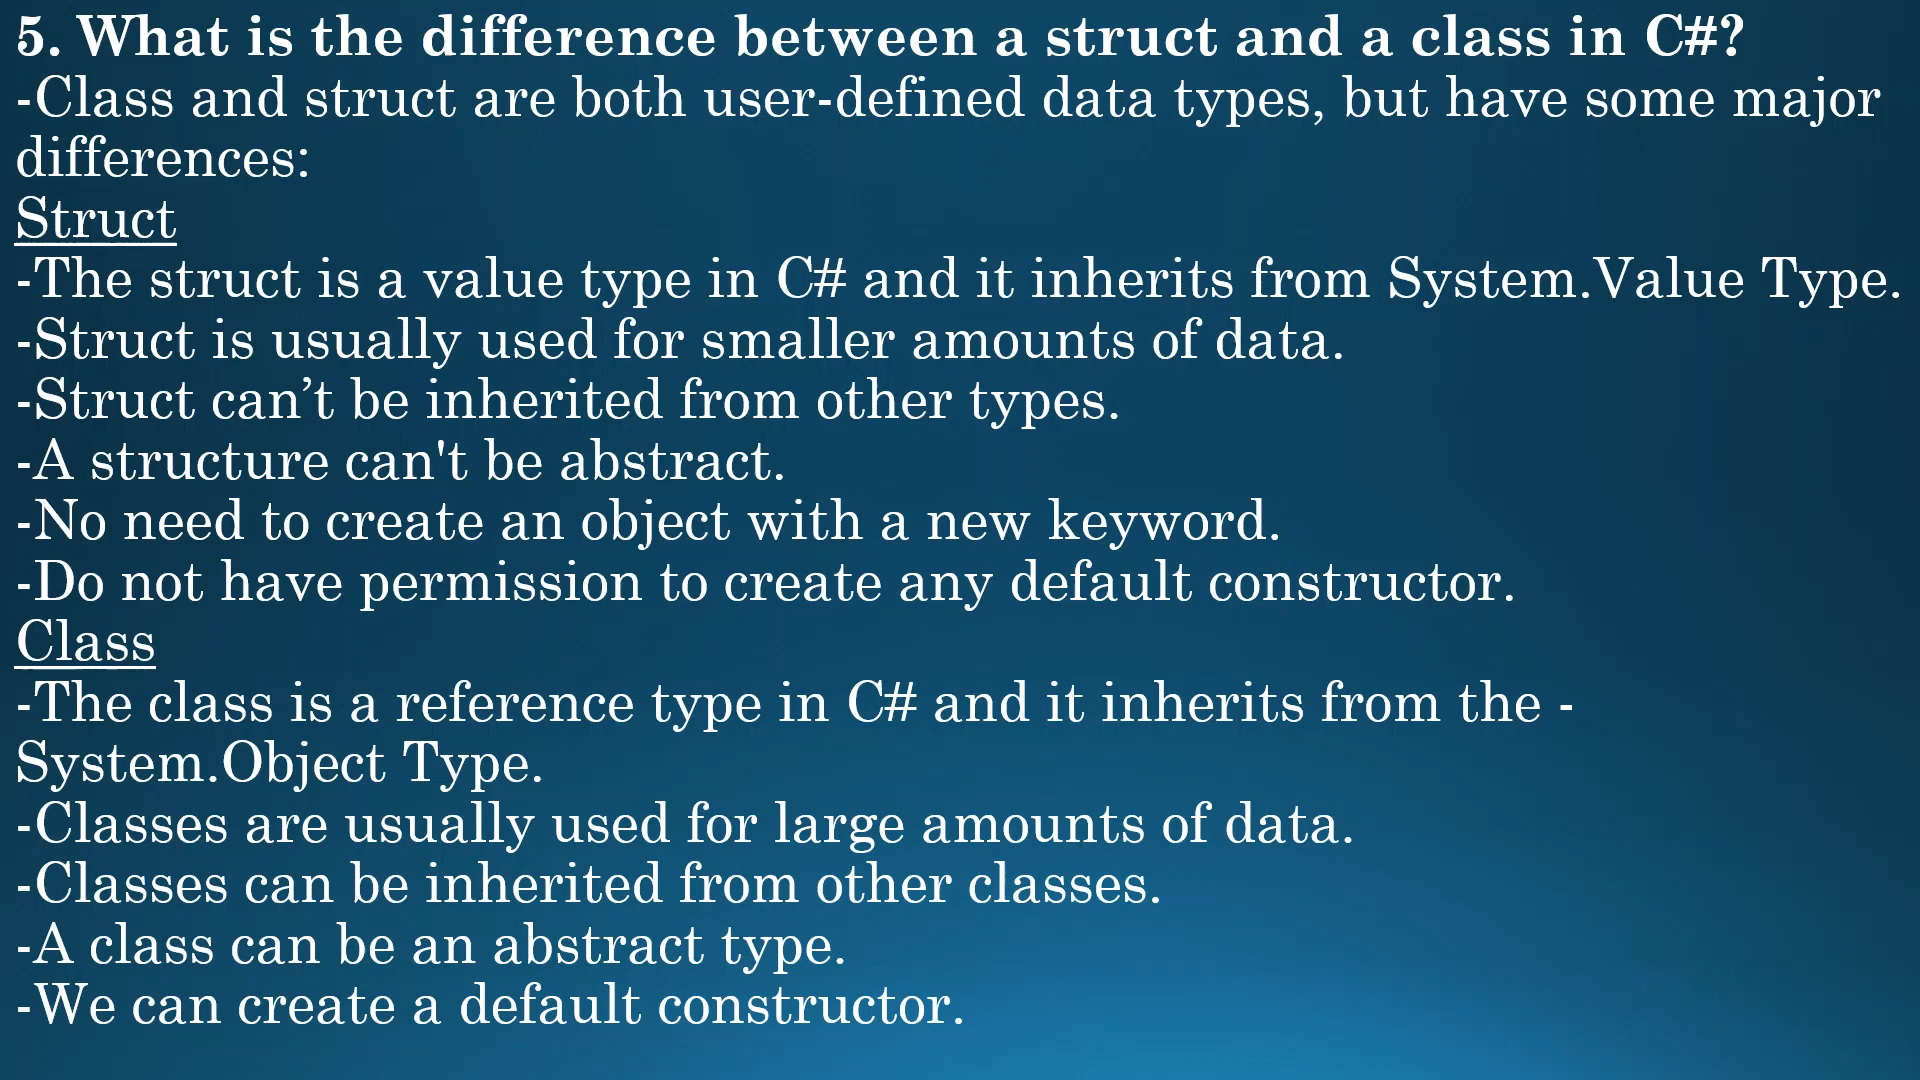 5. What is the difference between a struct and a class in C#?
-Class and struct are both user-defined data types, but have some major
differences:
Struct
-The struct is a value type in C# and it inherits from System.Value Type.
-Struct is usually used for smaller amounts of data.
-Struct can’t be inherited from other types.
-A structure can't be abstract.
-No need to create an object with a new keyword.
-Do not have permission to create any default constructor.
Class
-The class is a reference type in C# and it inherits from the -
System.Object Type.
-Classes are usually used for large amounts of data.
-Classes can be inherited from other classes.
-A class can be an abstract type.
-We can create a default constructor.